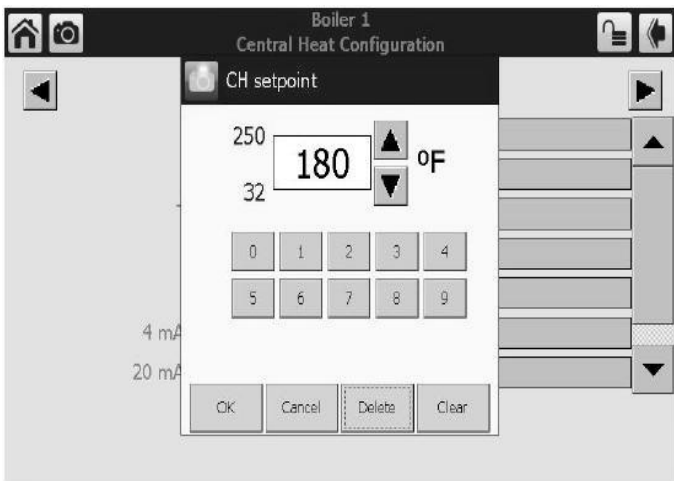 Boiler 1
Central Heat Configuration
CH setpoint
250
180
°F
32
0 1 2 3 4
5 6 7 8 9
4 mA
20 mA
OK Cancel Delete Clear